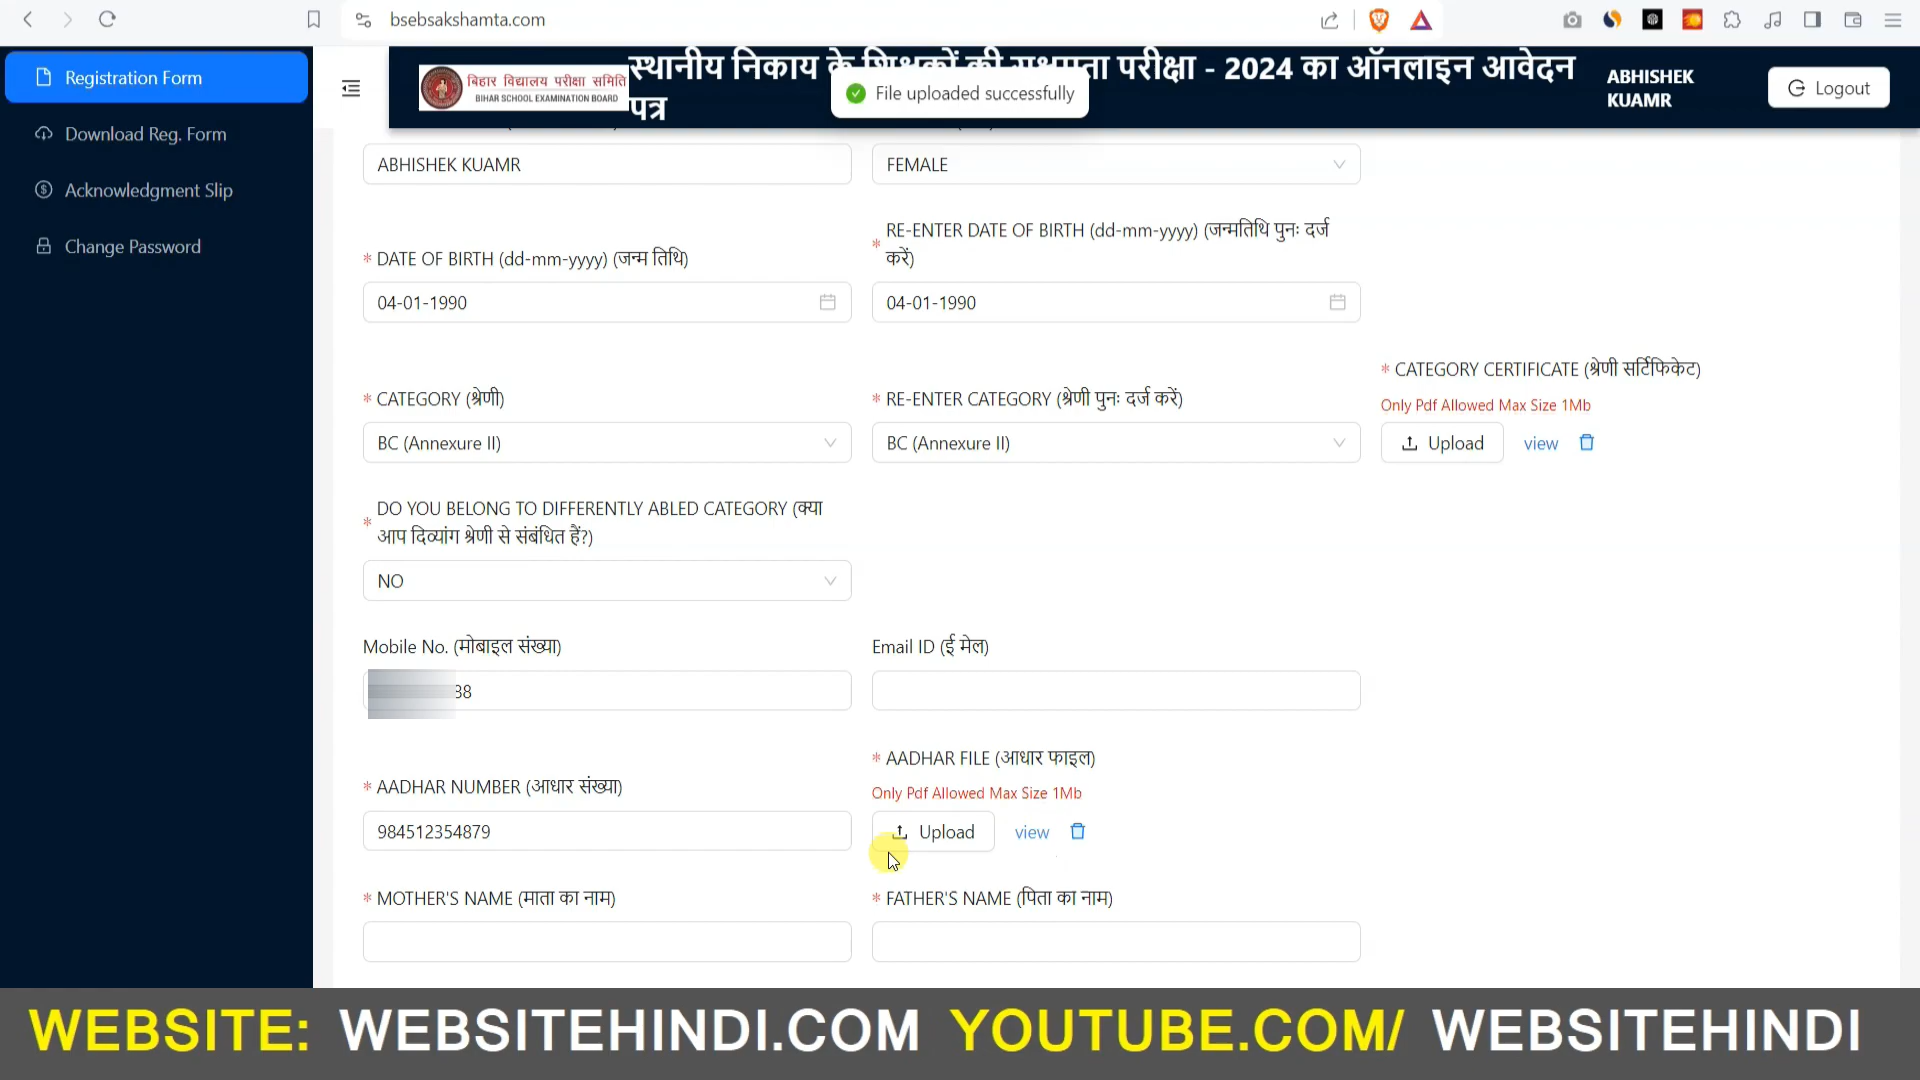 bsebsakshamta.com
Registration Form
Download Reg. Form
Acknowledgment Slip
Change Password
बिहार विद्यालय परीक्षा समिति
BIHAR SCHOOL EXAMINATION BOARD
स्थानीय निकाय के शिक्षकों की सक्षमता परीक्षा - 2024 का ऑनलाइन आवेदन
पत्र
File uploaded successfully
ABHISHEK
KUAMR
Logout
ABHISHEK KUAMR
FEMALE
* DATE OF BIRTH (dd-mm-yyyy) (जन्म तिथि)
* RE-ENTER DATE OF BIRTH (dd-mm-yyyy) (जन्मतिथि पुनः दर्ज
करें)
04-01-1990
04-01-1990
* CATEGORY (श्रेणी)
* RE-ENTER CATEGORY (श्रेणी पुनः दर्ज करें)
* CATEGORY CERTIFICATE (श्रेणी सर्टिफिकेट)
Only Pdf Allowed Max Size 1Mb
BC (Annexure II)
BC (Annexure II)
Upload
view
* DO YOU BELONG TO DIFFERENTLY ABLED CATEGORY (क्या
आप दिव्यांग श्रेणी से संबंधित हैं?)
NO
Mobile No. (मोबाइल संख्या)
Email ID (ई मेल)
38
* AADHAR NUMBER (आधार संख्या)
* AADHAR FILE (आधार फाइल)
Only Pdf Allowed Max Size 1Mb
984512354879
Upload
view
* MOTHER'S NAME (माता का नाम)
* FATHER'S NAME (पिता का नाम)
WEBSITE: WEBSITEHINDI.COM YOUTUBE.COM/ WEBSITEHINDI